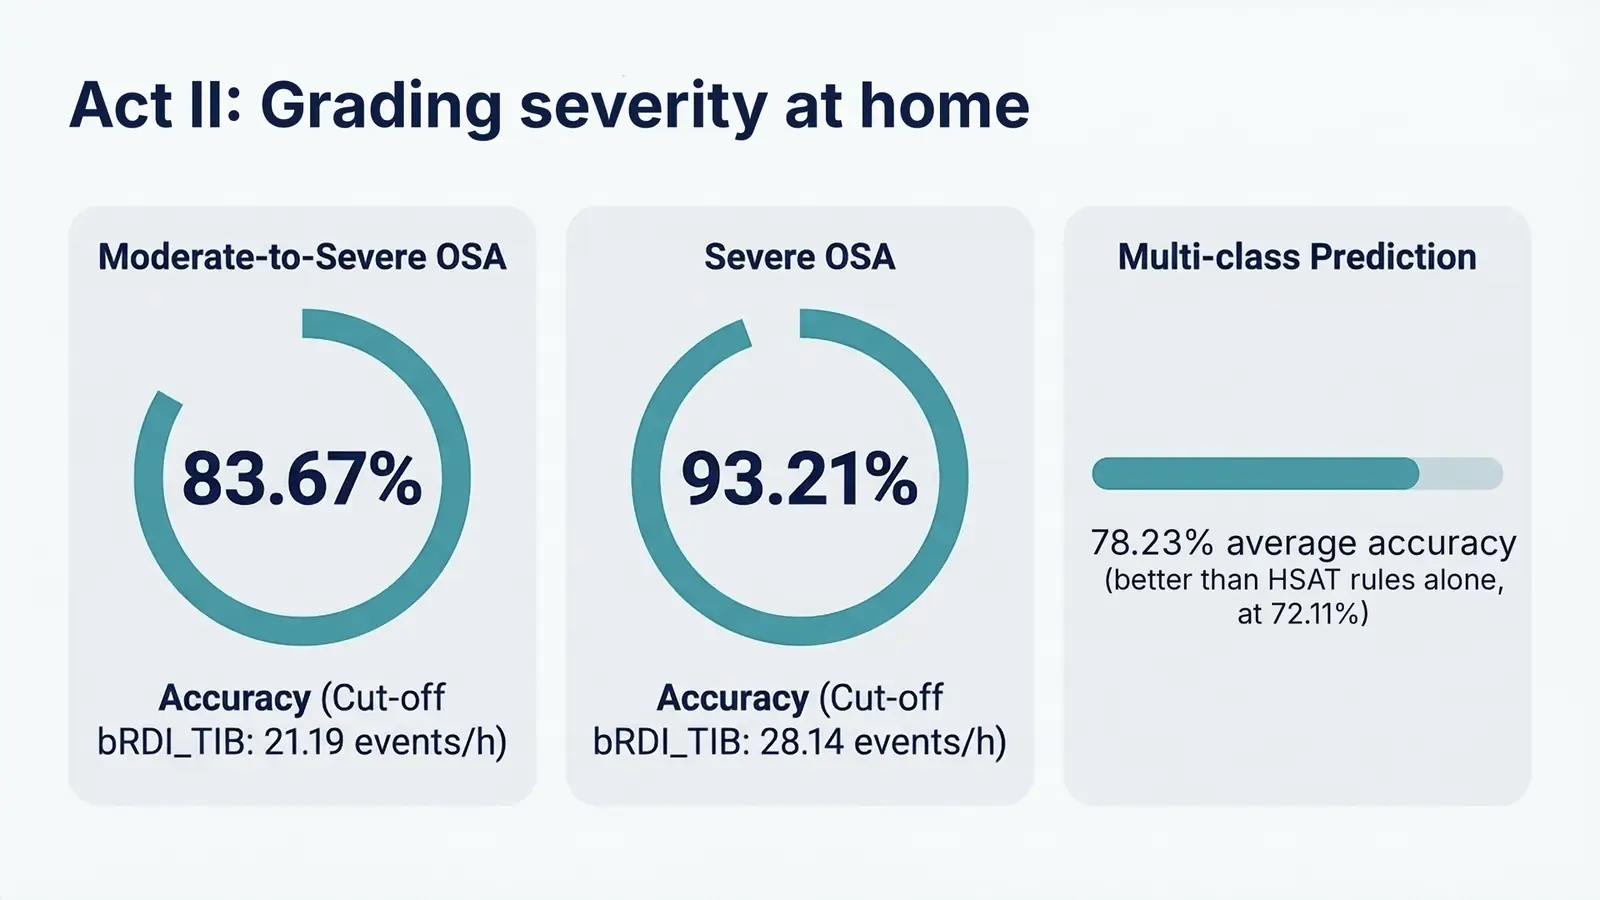 Act II: Grading severity at home
Moderate-to-Severe OSA
83.67%
Accuracy (Cut-off
bRDI_TIB: 21.19 events/h)
Severe OSA
93.21%
Accuracy (Cut-off
bRDI_TIB: 28.14 events/h)
Multi-class Prediction
78.23% average accuracy
(better than HSAT rules alone,
at 72.11%)